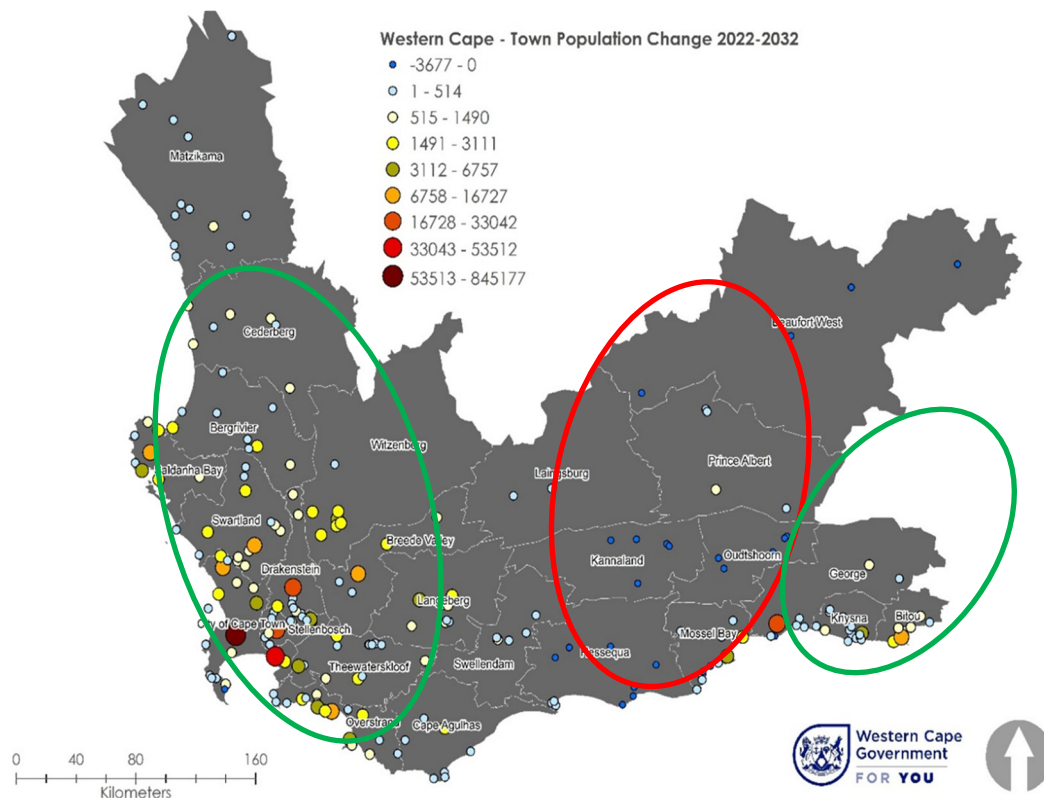 Western Cape - Town Population Change 2022-2032
-3677 - 0
1 - 514
515 - 1490
1491 - 3111
3112 - 6757
6758 - 16727
16728 - 33042
33043 - 53512
53513 - 845177
Matzikama
Cederberg
Beaufort West
Bergrivier
Witzenberg
Saldanha Bay
Laingsburg
Prince Albert
Swartland
Breede Valley
Kannaland
Oudtshoorn
Drakenstein
George
Langeberg
City of Cape Town
Stellenbosch
Knysna
Bitou
Mossel Bay
Hessequa
Theewaterskloof
Swellendam
Overstrand
Cape Agulhas
0 40 80 160
Kilometers
Western Cape
Government
FOR YOU